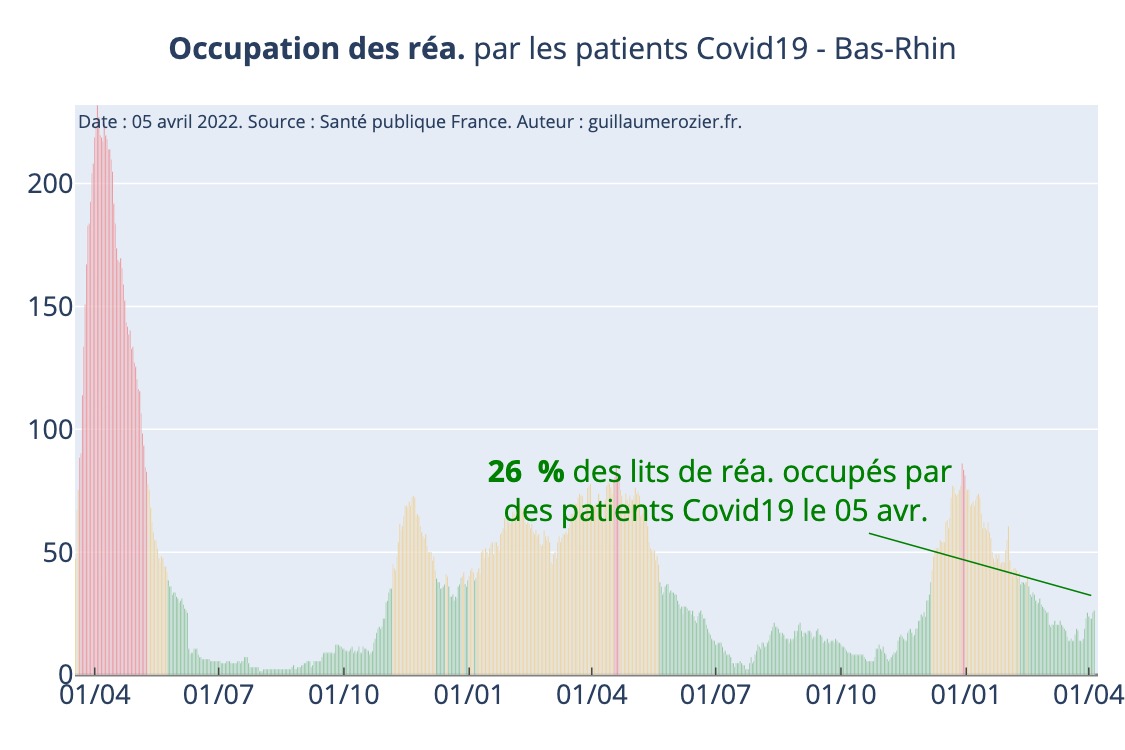 Occupation des réa. par les patients Covid19 - Bas-Rhin
Date : 05 avril 2022. Source : Santé publique France. Auteur : guillaumerozier.fr.
200
150
100
50
0
26 % des lits de réa. occupés par
des patients Covid19 le 05 avr.
01/04 01/07 01/10 01/01 01/04 01/07 01/10 01/01 01/04